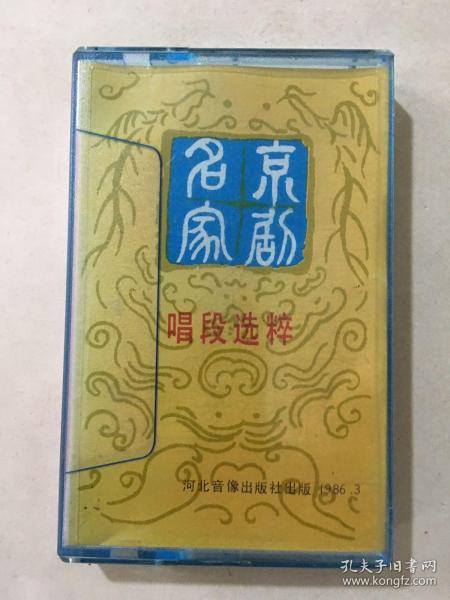 京剧
名家
唱段选粹
河北音像出版社出版 1986.3
孔夫子旧书网
www.kongfz.com